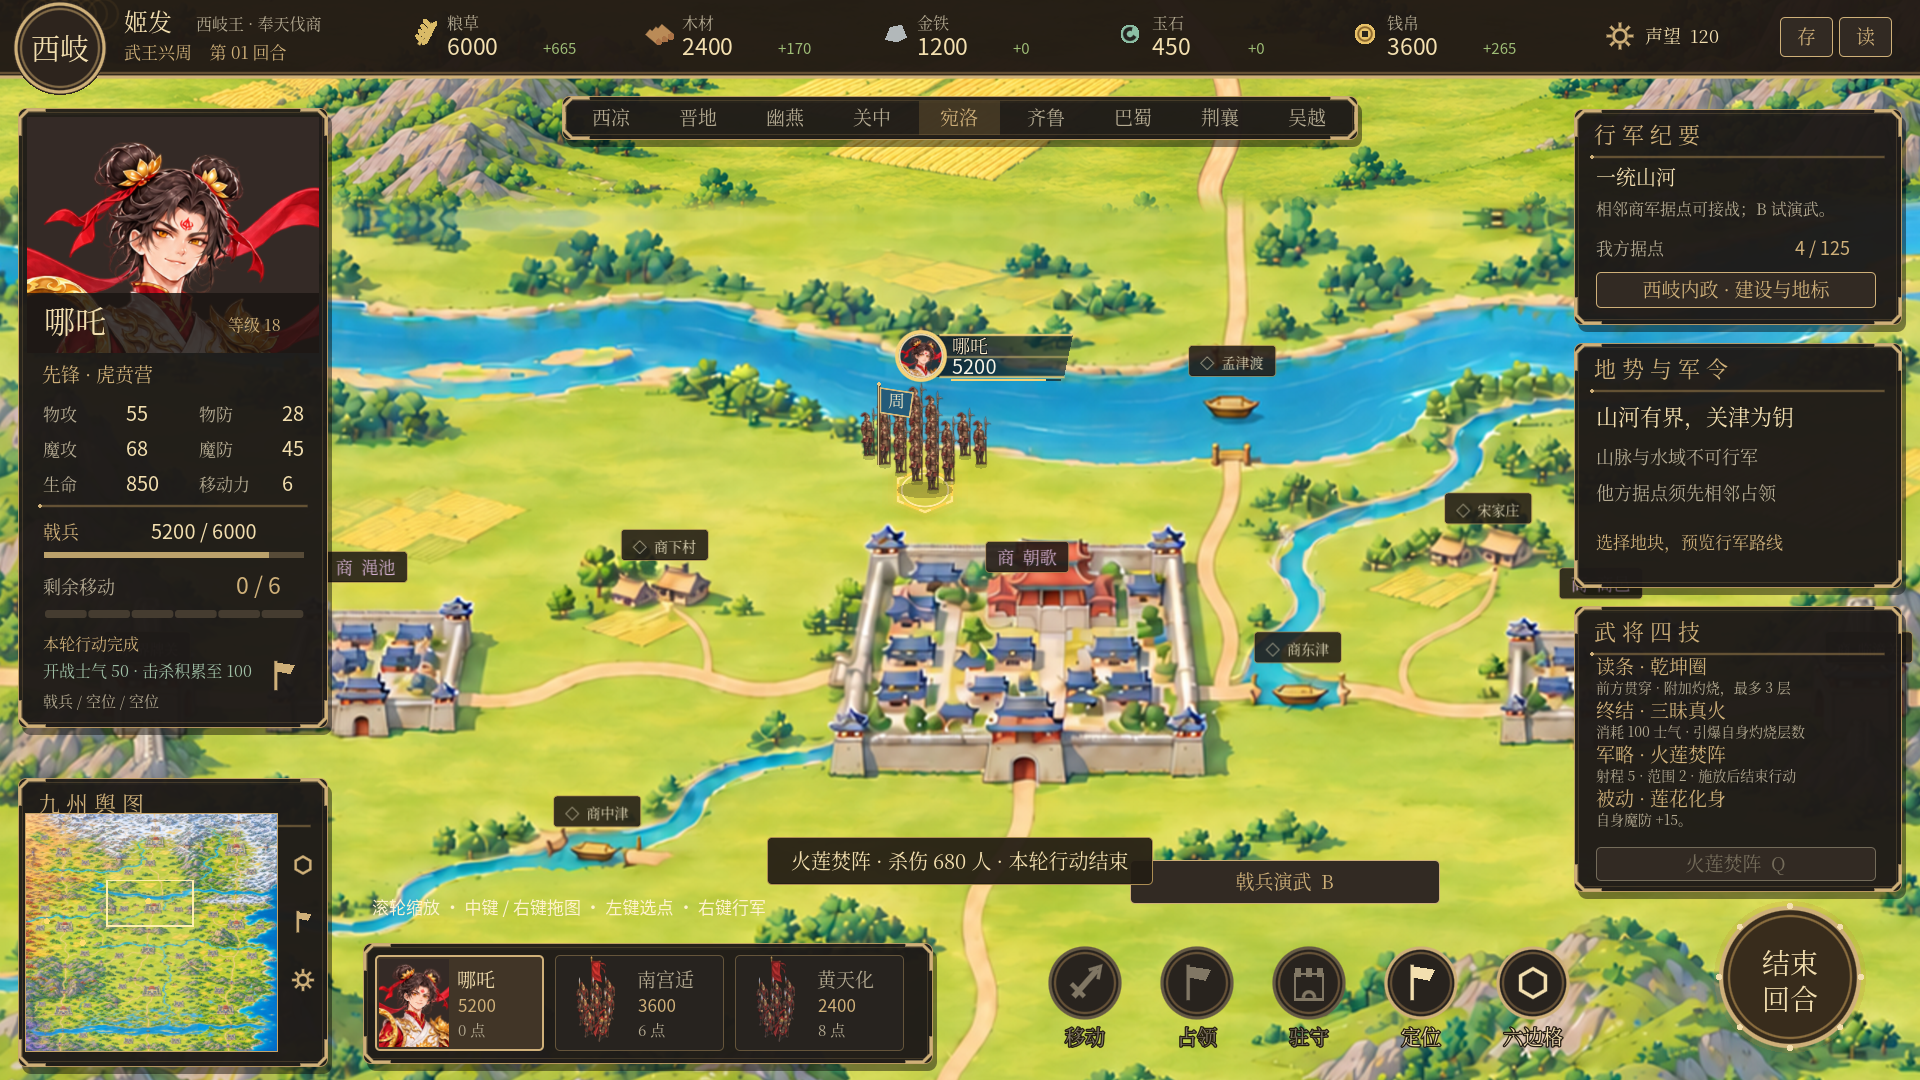 西岐
姬发 西岐王 · 奉天伐商
武王兴周 第 01 回合
粮草 6000 +665
木材 2400 +170
金铁 1200 +0
玉石 450 +0
钱帛 3600 +265
声望 120
存
读
西凉 晋地 幽燕 关中 宛洛 齐鲁 巴蜀 荆襄 吴越
哪吒 等级 18
先锋 · 虎贲营
物攻 55 物防 28
魔攻 68 魔防 45
生命 850 移动力 6
戟兵 5200 / 6000
剩余移动 0 / 6
本轮行动完成
开战士气 50 · 击杀积累至 100
戟兵 / 空位 / 空位
九州舆图
哪吒
5200
周
孟津渡
宋家庄
商下村
商 朝歌
商 渑池
商东津
商中津
行军纪要
一统山河
相邻商军据点可接战；B 试演武。
我方据点 4 / 125
西岐内政 · 建设与地标
地势与军令
山河有界，关津为钥
山脉与水域不可行军
他方据点须先相邻占领
选择地块，预览行军路线
武将四技
读条 · 乾坤圈
前方贯穿 · 附加灼烧，最多 3 层
终结 · 三昧真火
消耗 100 士气 · 引爆自身灼烧层数
军略 · 火莲焚阵
射程 5 · 范围 2 · 施放后结束行动
被动 · 莲花化身
自身魔防 +15。
火莲焚阵 Q
火莲焚阵 · 杀伤 680 人 · 本轮行动结束
戟兵演武 B
滚轮缩放 · 中键 / 右键拖图 · 左键选点 · 右键行军
哪吒
5200
0 点
南宫适
3600
6 点
黄天化
2400
8 点
移动
占领
驻守
定位
六边格
结束
回合